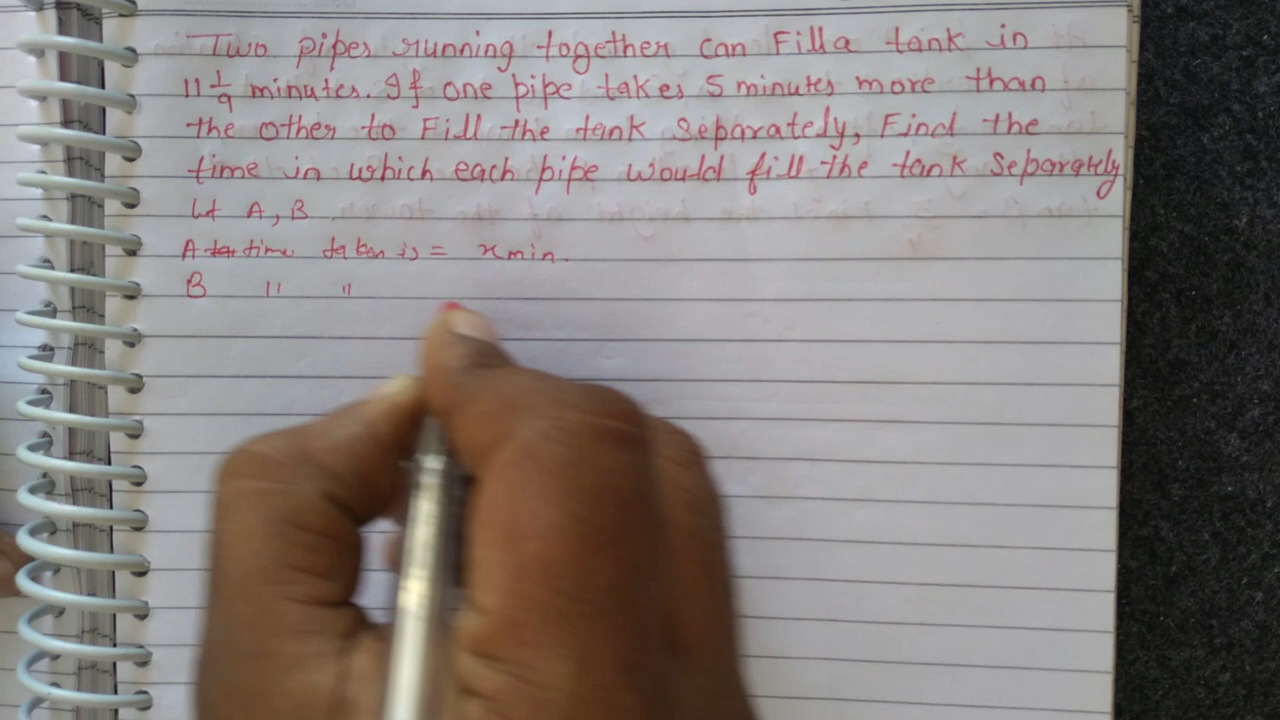 Two pipes running together can Fill a tank in
11 1/9 minutes. If one pipe takes 5 minutes more than
the other to Fill the tank separately, Find the
time in which each pipe would fill the tank Separately
Let A, B
A time taken is = x min.
B " "